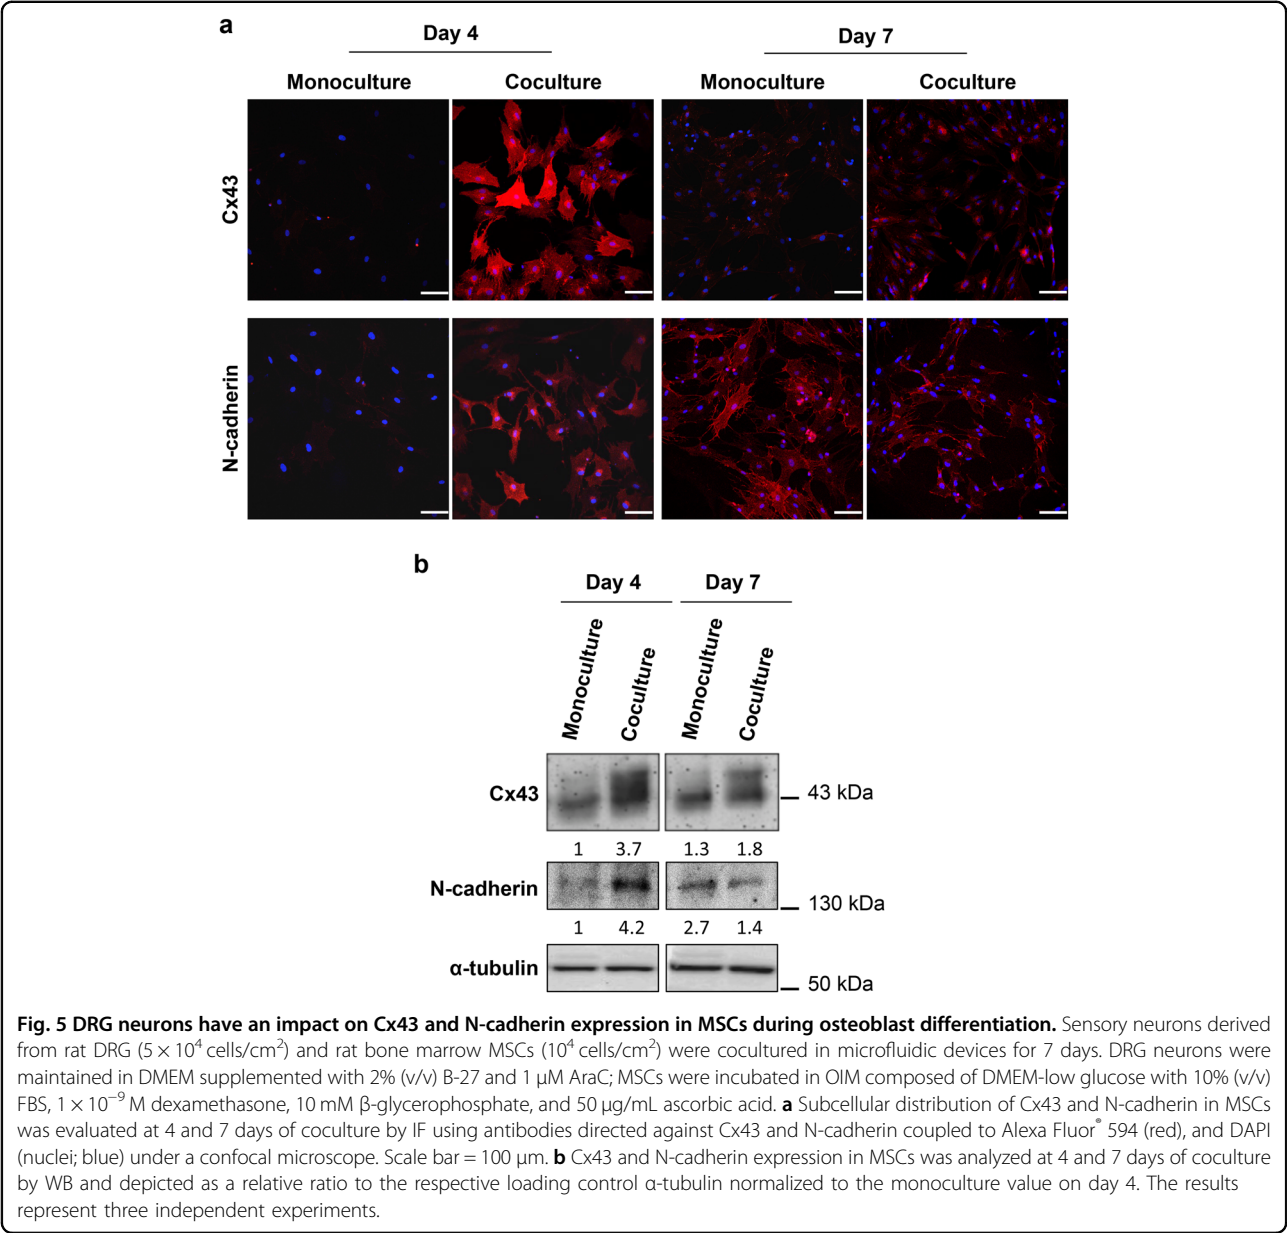 a
Day 4
Day 7
Monoculture
Coculture
Monoculture
Coculture
Cx43
N-cadherin
b
Day 4
Day 7
Monoculture
Coculture
Monoculture
Coculture
Cx43
43 kDa
1 3.7 1.3 1.8
N-cadherin
130 kDa
1 4.2 2.7 1.4
α-tubulin
50 kDa
Fig. 5 DRG neurons have an impact on Cx43 and N-cadherin expression in MSCs during osteoblast differentiation. Sensory neurons derived
from rat DRG (5 × 10⁴ cells/cm²) and rat bone marrow MSCs (10⁴ cells/cm²) were cocultured in microfluidic devices for 7 days. DRG neurons were
maintained in DMEM supplemented with 2% (v/v) B-27 and 1 μM AraC; MSCs were incubated in OIM composed of DMEM-low glucose with 10% (v/v)
FBS, 1 × 10⁻⁹ M dexamethasone, 10 mM β-glycerophosphate, and 50 μg/mL ascorbic acid. a Subcellular distribution of Cx43 and N-cadherin in MSCs
was evaluated at 4 and 7 days of coculture by IF using antibodies directed against Cx43 and N-cadherin coupled to Alexa Fluor® 594 (red), and DAPI
(nuclei; blue) under a confocal microscope. Scale bar = 100 μm. b Cx43 and N-cadherin expression in MSCs was analyzed at 4 and 7 days of coculture
by WB and depicted as a relative ratio to the respective loading control α-tubulin normalized to the monoculture value on day 4. The results
represent three independent experiments.